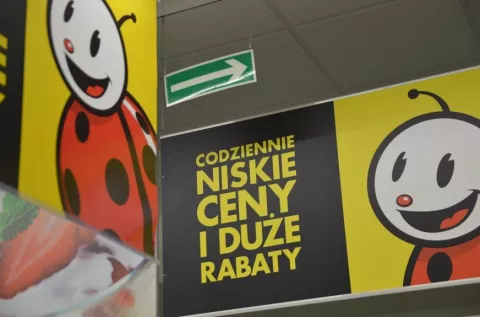 CODZIENNIE
NISKIE
CENY
I DUŻE
RABATY